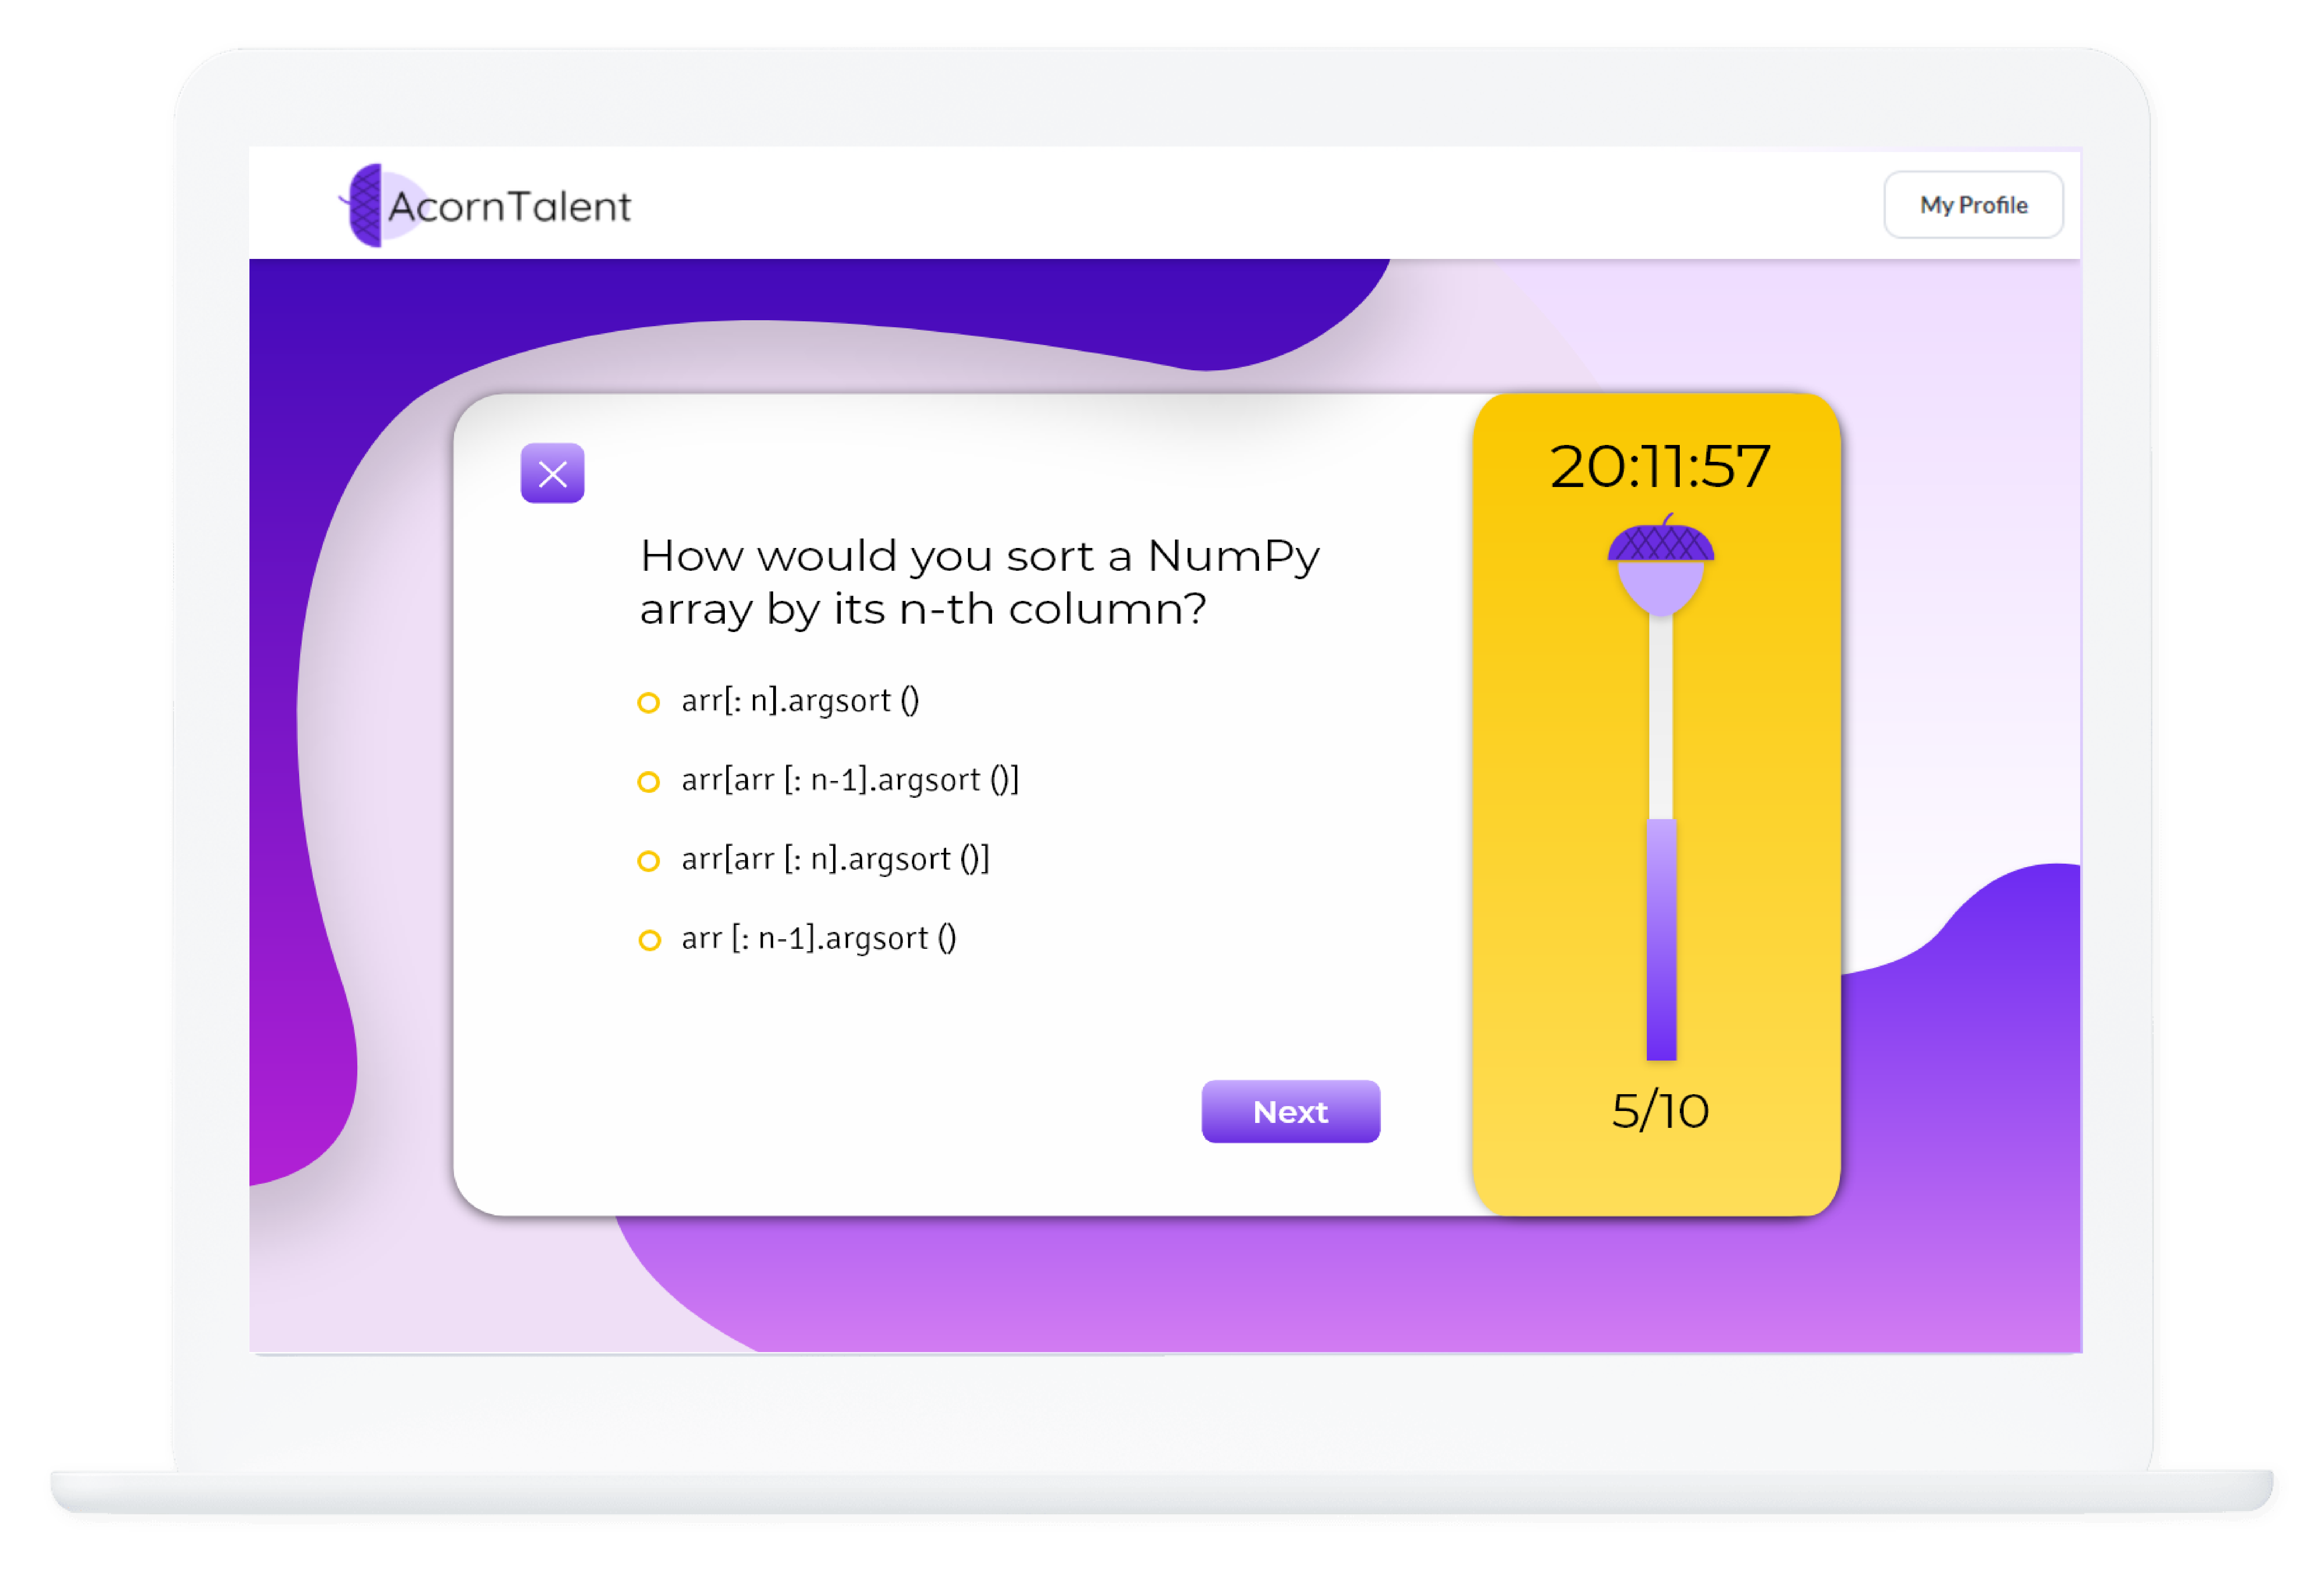 AcornTalent
My Profile
20:11:57
How would you sort a NumPy
array by its n-th column?
arr[: n].argsort ()
arr[arr [: n-1].argsort ()]
arr[arr [: n].argsort ()]
arr [: n-1].argsort ()
Next
5/10